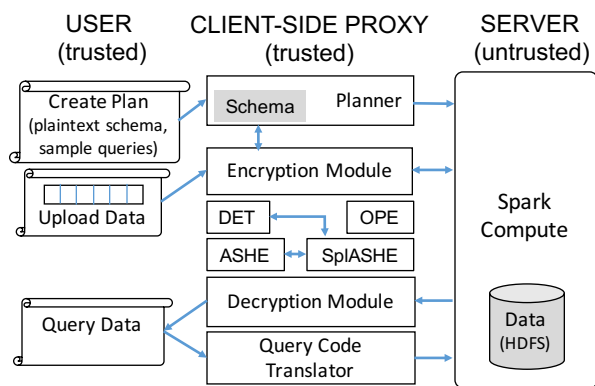 USER
(trusted)
CLIENT-SIDE PROXY
(trusted)
SERVER
(untrusted)
Create Plan
(plaintext schema,
sample queries)
Schema
Planner
Upload Data
Encryption Module
DET
OPE
ASHE
SplASHE
Spark
Compute
Query Data
Decryption Module
Query Code
Translator
Data
(HDFS)